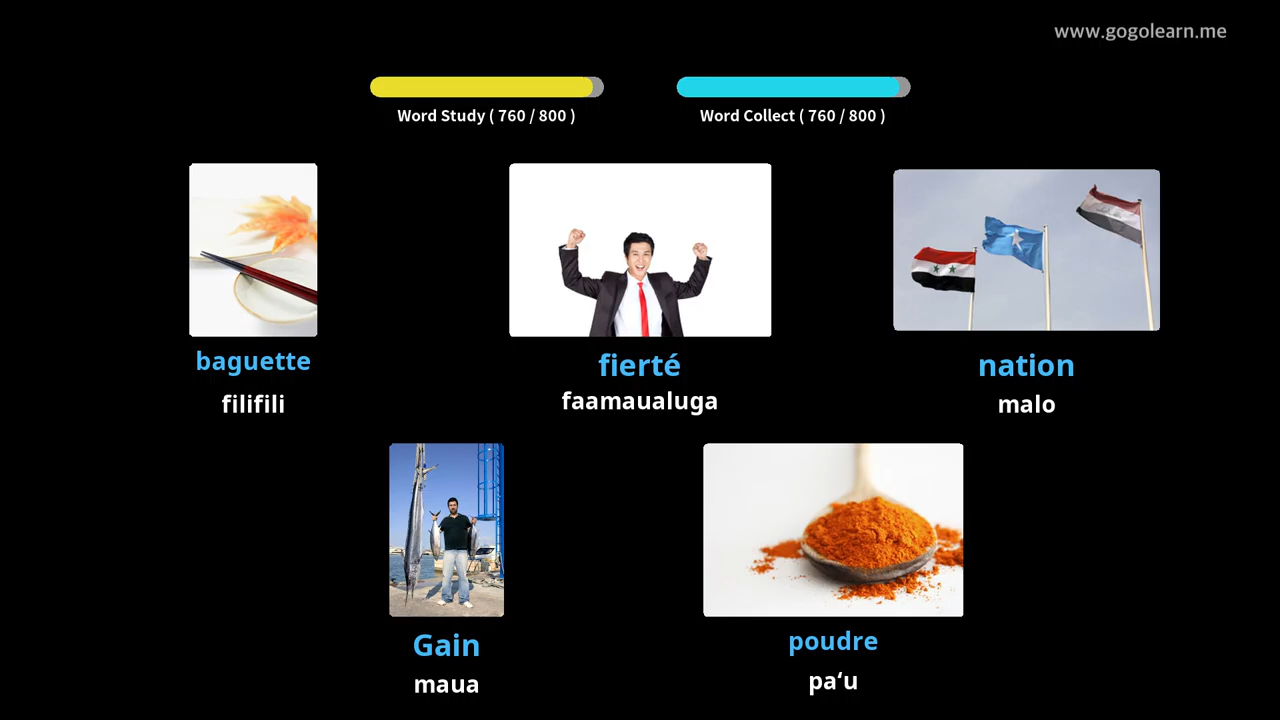 www.gogolearn.me
Word Study ( 760 / 800 )
Word Collect ( 760 / 800 )
baguette
filifili
fierté
faamaualuga
nation
malo
Gain
maua
poudre
paʻu